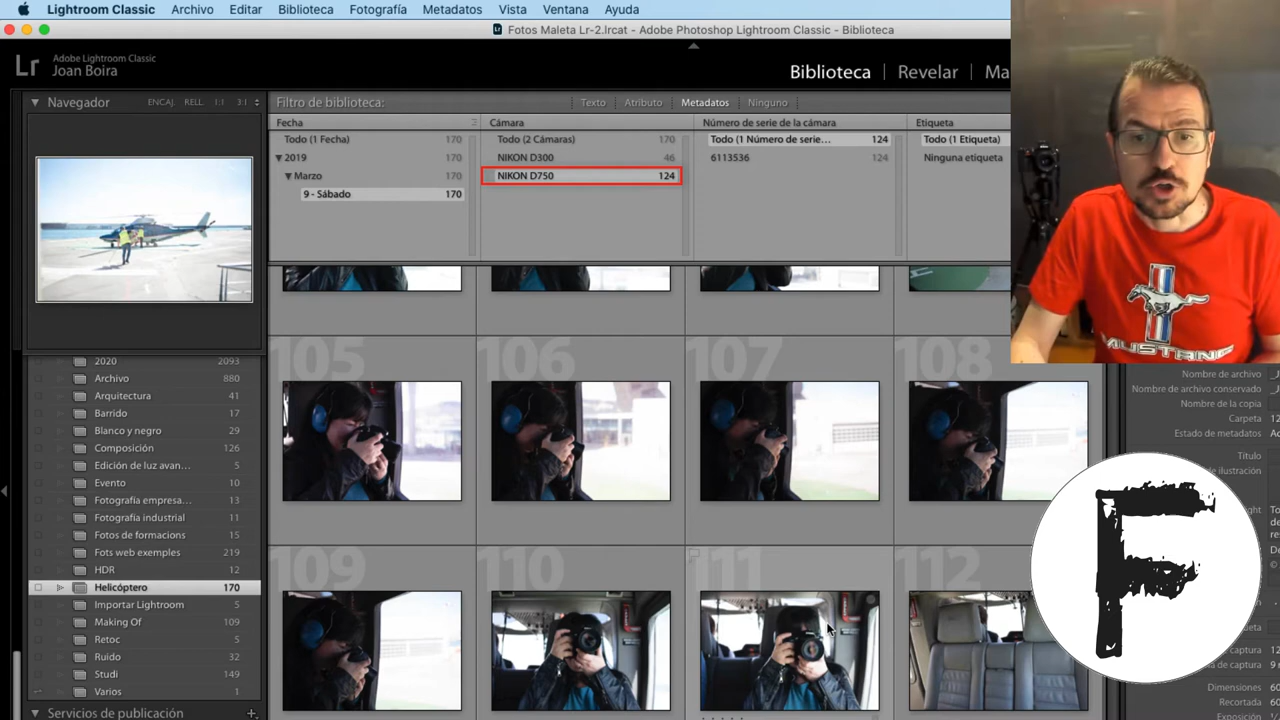 Lightroom Classic Archivo Editar Biblioteca Fotografía Metadatos Vista Ventana Ayuda
Fotos Maleta Lr-2.lrcat - Adobe Photoshop Lightroom Classic - Biblioteca
Lr
Adobe Lightroom Classic
Joan Boira
Biblioteca | Revelar | Ma
Navegador ENCAJ. RELL. 1:1 3:1
Filtro de biblioteca: Texto Atributo Metadatos Ninguno
Fecha Cámara Número de serie de la cámara Etiqueta
Todo (1 Fecha) 170 Todo (2 Cámaras) 170 Todo (1 Número de serie... 124 Todo (1 Etiqueta)
2019 170 NIKON D300 46 6113536 124 Ninguna etiqueta
Marzo 170 NIKON D750 124
9 - Sábado 170
105 106 107 108
109 110 111 112
2020 2093
Archivo 880
Arquitectura 41
Barrido 17
Blanco y negro 29
Composición 126
Edición de luz avan... 5
Evento 10
Fotografía empresa... 13
Fotografía industrial 11
Fotos de formacions 15
Fots web exemples 219
HDR 12
Helicóptero 170
Importar Lightroom 5
Making Of 109
Retoc 6
Ruido 32
Studi 149
Varios 1
Servicios de publicación +
MUSTANG
Nombre de archivo
Nombre de archivo conservado
Nombre de la copia
Carpeta
Estado de metadatos
Título
de ilustración
F
Dimensiones
Recortada
Exposición